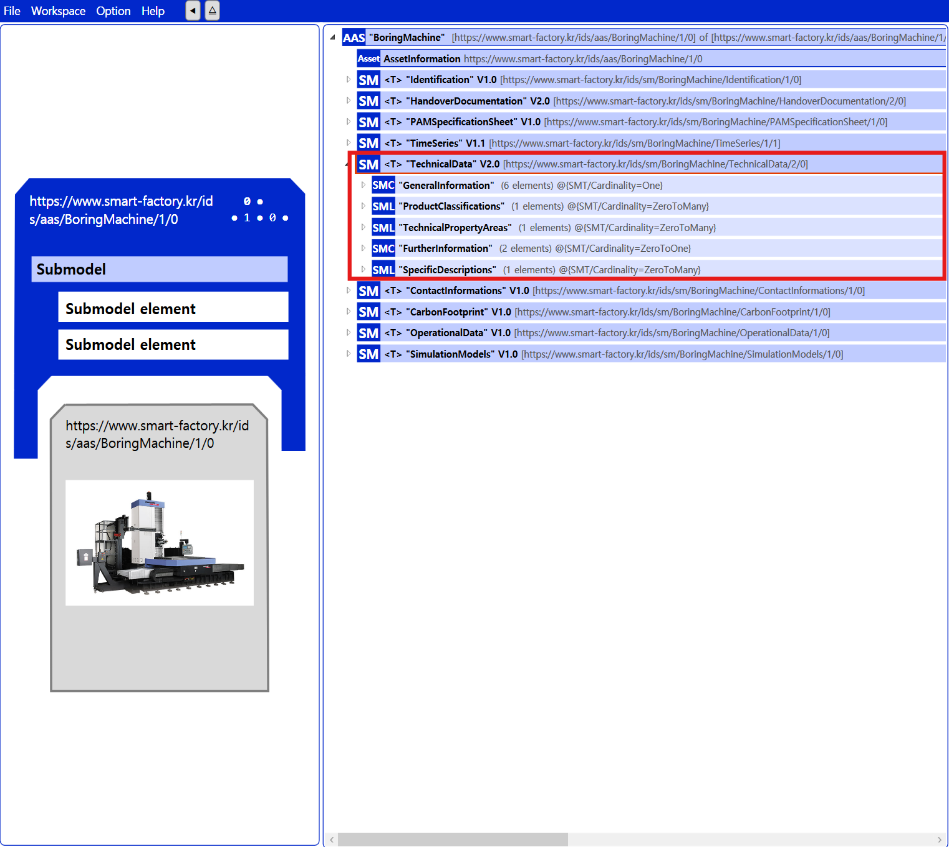 File Workspace Option Help
https://www.smart-factory.kr/id
s/aas/BoringMachine/1/0
0
1 0
Submodel
Submodel element
Submodel element
https://www.smart-factory.kr/id
s/aas/BoringMachine/1/0
AAS "BoringMachine" [https://www.smart-factory.kr/ids/aas/BoringMachine/1/0] of [https://www.smart-factory.kr/ids/aas/BoringMachine/1/
Asset AssetInformation https://www.smart-factory.kr/ids/aas/BoringMachine/1/0
SM <T> "Identification" V1.0 [https://www.smart-factory.kr/ids/sm/BoringMachine/Identification/1/0]
SM <T> "HandoverDocumentation" V2.0 [https://www.smart-factory.kr/ids/sm/BoringMachine/HandoverDocumentation/2/0]
SM <T> "PAMSpecificationSheet" V1.0 [https://www.smart-factory.kr/ids/sm/BoringMachine/PAMSpecificationSheet/1/0]
SM <T> "TimeSeries" V1.1 [https://www.smart-factory.kr/ids/sm/BoringMachine/TimeSeries/1/1]
SM <T> "TechnicalData" V2.0 [https://www.smart-factory.kr/ids/sm/BoringMachine/TechnicalData/2/0]
SMC "GeneralInformation" (6 elements) @{SMT/Cardinality=One}
SML "ProductClassifications" (1 elements) @{SMT/Cardinality=ZeroToMany}
SML "TechnicalPropertyAreas" (1 elements) @{SMT/Cardinality=ZeroToMany}
SMC "FurtherInformation" (2 elements) @{SMT/Cardinality=ZeroToOne}
SML "SpecificDescriptions" (1 elements) @{SMT/Cardinality=ZeroToMany}
SM <T> "ContactInformations" V1.0 [https://www.smart-factory.kr/ids/sm/BoringMachine/ContactInformations/1/0]
SM <T> "CarbonFootprint" V1.0 [https://www.smart-factory.kr/ids/sm/BoringMachine/CarbonFootprint/1/0]
SM <T> "OperationalData" V1.0 [https://www.smart-factory.kr/ids/sm/BoringMachine/OperationalData/1/0]
SM <T> "SimulationModels" V1.0 [https://www.smart-factory.kr/ids/sm/BoringMachine/SimulationModels/1/0]